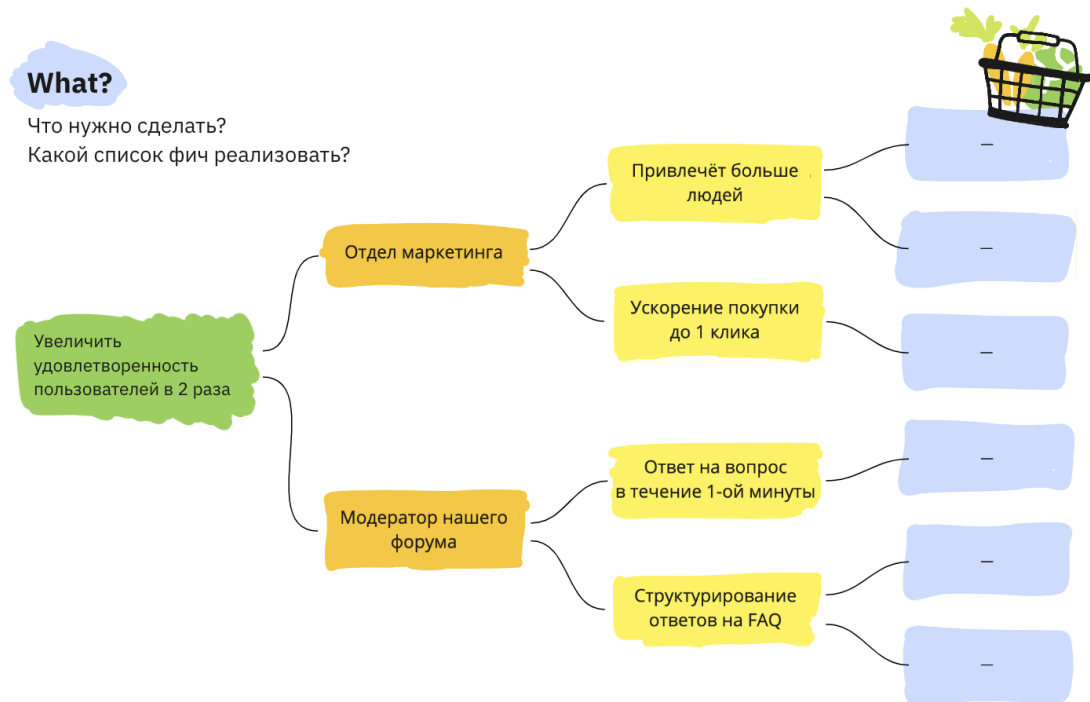 What?
Что нужно сделать?
Какой список фич реализовать?
Увеличить
удовлетворенность
пользователей в 2 раза
Отдел маркетинга
Модератор нашего
форума
Привлечёт больше
людей
Ускорение покупки
до 1 клика
Ответ на вопрос
в течение 1-ой минуты
Структурирование
ответов на FAQ
—
—
—
—
—
—